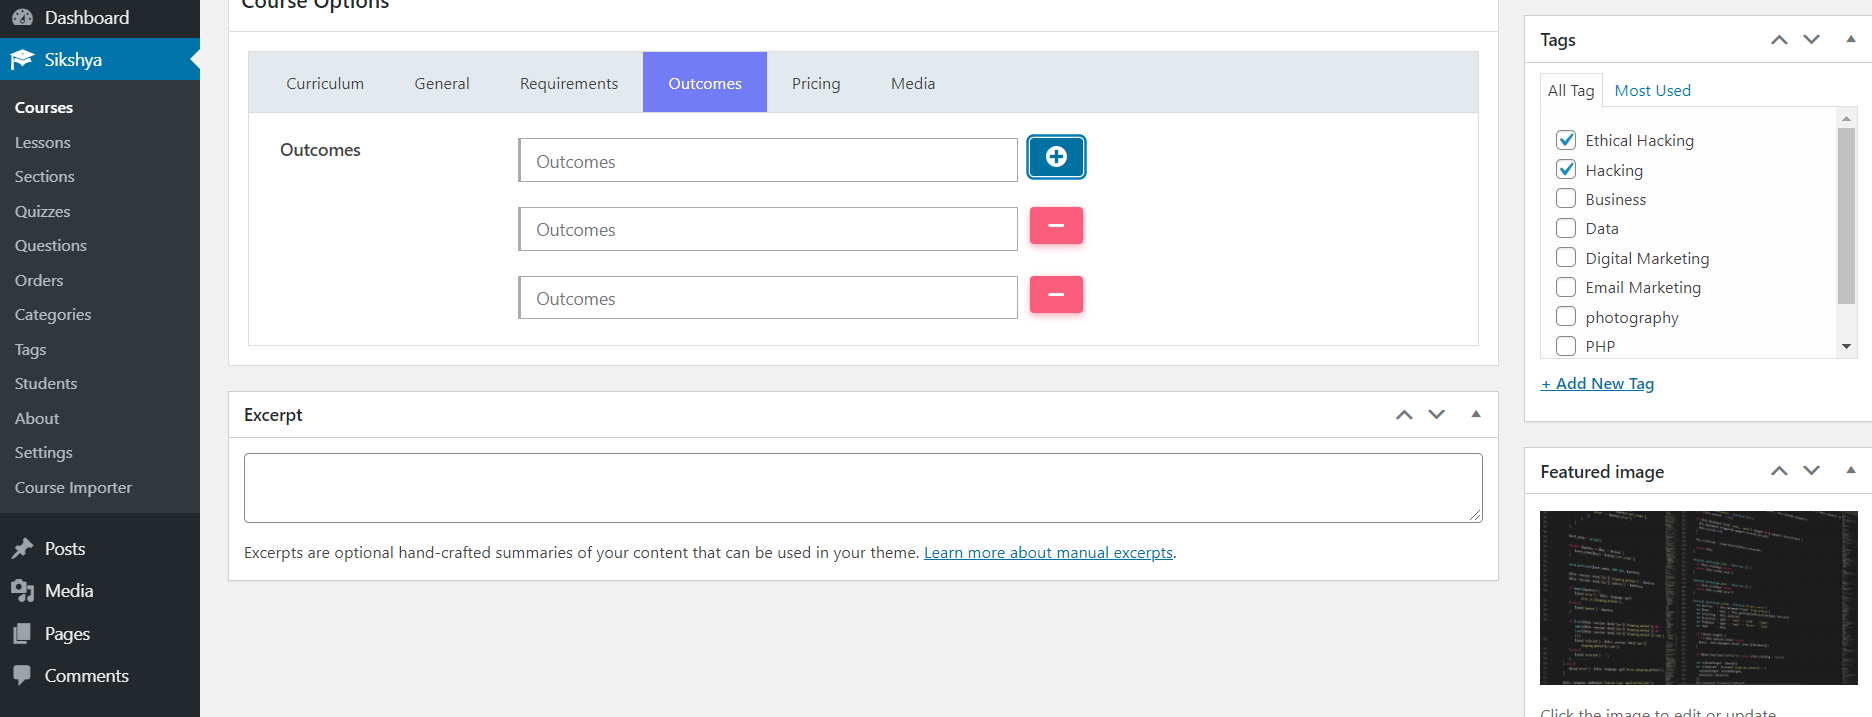 Dashboard
Sikshya
Courses
Lessons
Sections
Quizzes
Questions
Orders
Categories
Tags
Students
About
Settings
Course Importer
Posts
Media
Pages
Comments
Course Options
Curriculum General Requirements Outcomes Pricing Media
Outcomes Outcomes
Outcomes
Outcomes
Excerpt
Excerpts are optional hand-crafted summaries of your content that can be used in your theme. Learn more about manual excerpts.
Tags
All Tag Most Used
Ethical Hacking
Hacking
Business
Data
Digital Marketing
Email Marketing
photography
PHP
+ Add New Tag
Featured image
Click the image to edit or update